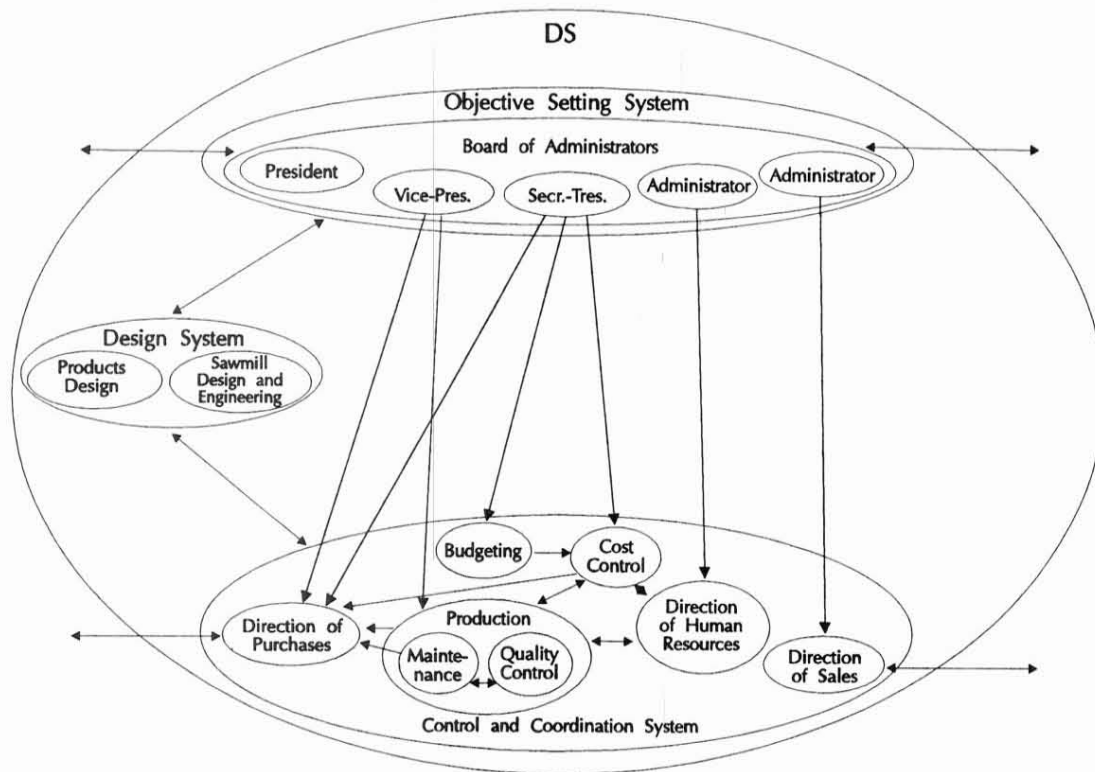 DS
Objective Setting System
Board of Administrators
President
Vice-Pres.
Secr.-Tres.
Administrator
Administrator
Design System
Products
Design
Sawmill
Design and
Engineering
Budgeting
Cost
Control
Direction of
Purchases
Production
Mainte-
nance
Quality
Control
Direction
of Human
Resources
Direction
of Sales
Control and Coordination System